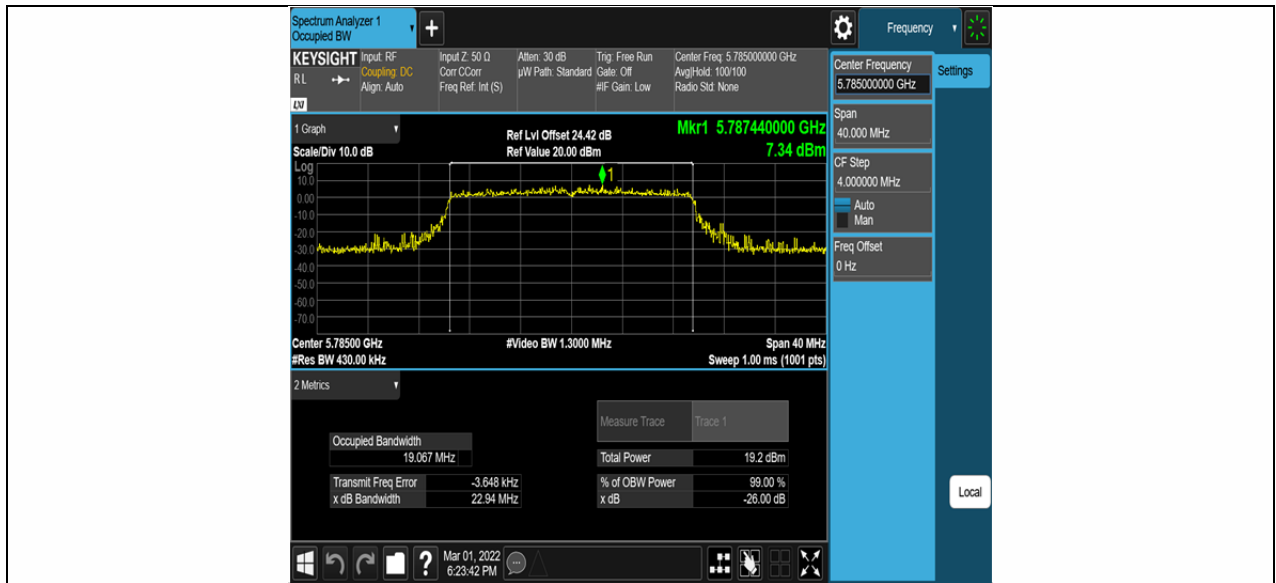 Spectrum Analyzer 1
Occupied BW
+
Frequency
KEYSIGHT
RL
LXI
Input: RF
Coupling: DC
Align: Auto
Input Z: 50 Ω
Corr CCorr
Freq Ref: Int (S)
Atten: 30 dB
µW Path: Standard
Trig: Free Run
Gate: Off
#IF Gain: Low
Center Freq: 5.785000000 GHz
Avg|Hold: 100/100
Radio Std: None
Center Frequency
5.785000000 GHz
Settings
Span
40.000 MHz
CF Step
4.000000 MHz
Auto
Man
Freq Offset
0 Hz
1 Graph
Scale/Div 10.0 dB
Ref Lvl Offset 24.42 dB
Ref Value 20.00 dBm
Mkr1 5.787440000 GHz
7.34 dBm
Log
10.0
0.00
-10.0
-20.0
-30.0
-40.0
-50.0
-60.0
-70.0
1
Center 5.78500 GHz
#Res BW 430.00 kHz
#Video BW 1.3000 MHz
Span 40 MHz
Sweep 1.00 ms (1001 pts)
2 Metrics
Measure Trace Trace 1
Occupied Bandwidth
19.067 MHz
Total Power 19.2 dBm
Transmit Freq Error -3.648 kHz
% of OBW Power 99.00 %
x dB Bandwidth 22.94 MHz
x dB -26.00 dB
Local
?
Mar 01, 2022
6:23:42 PM